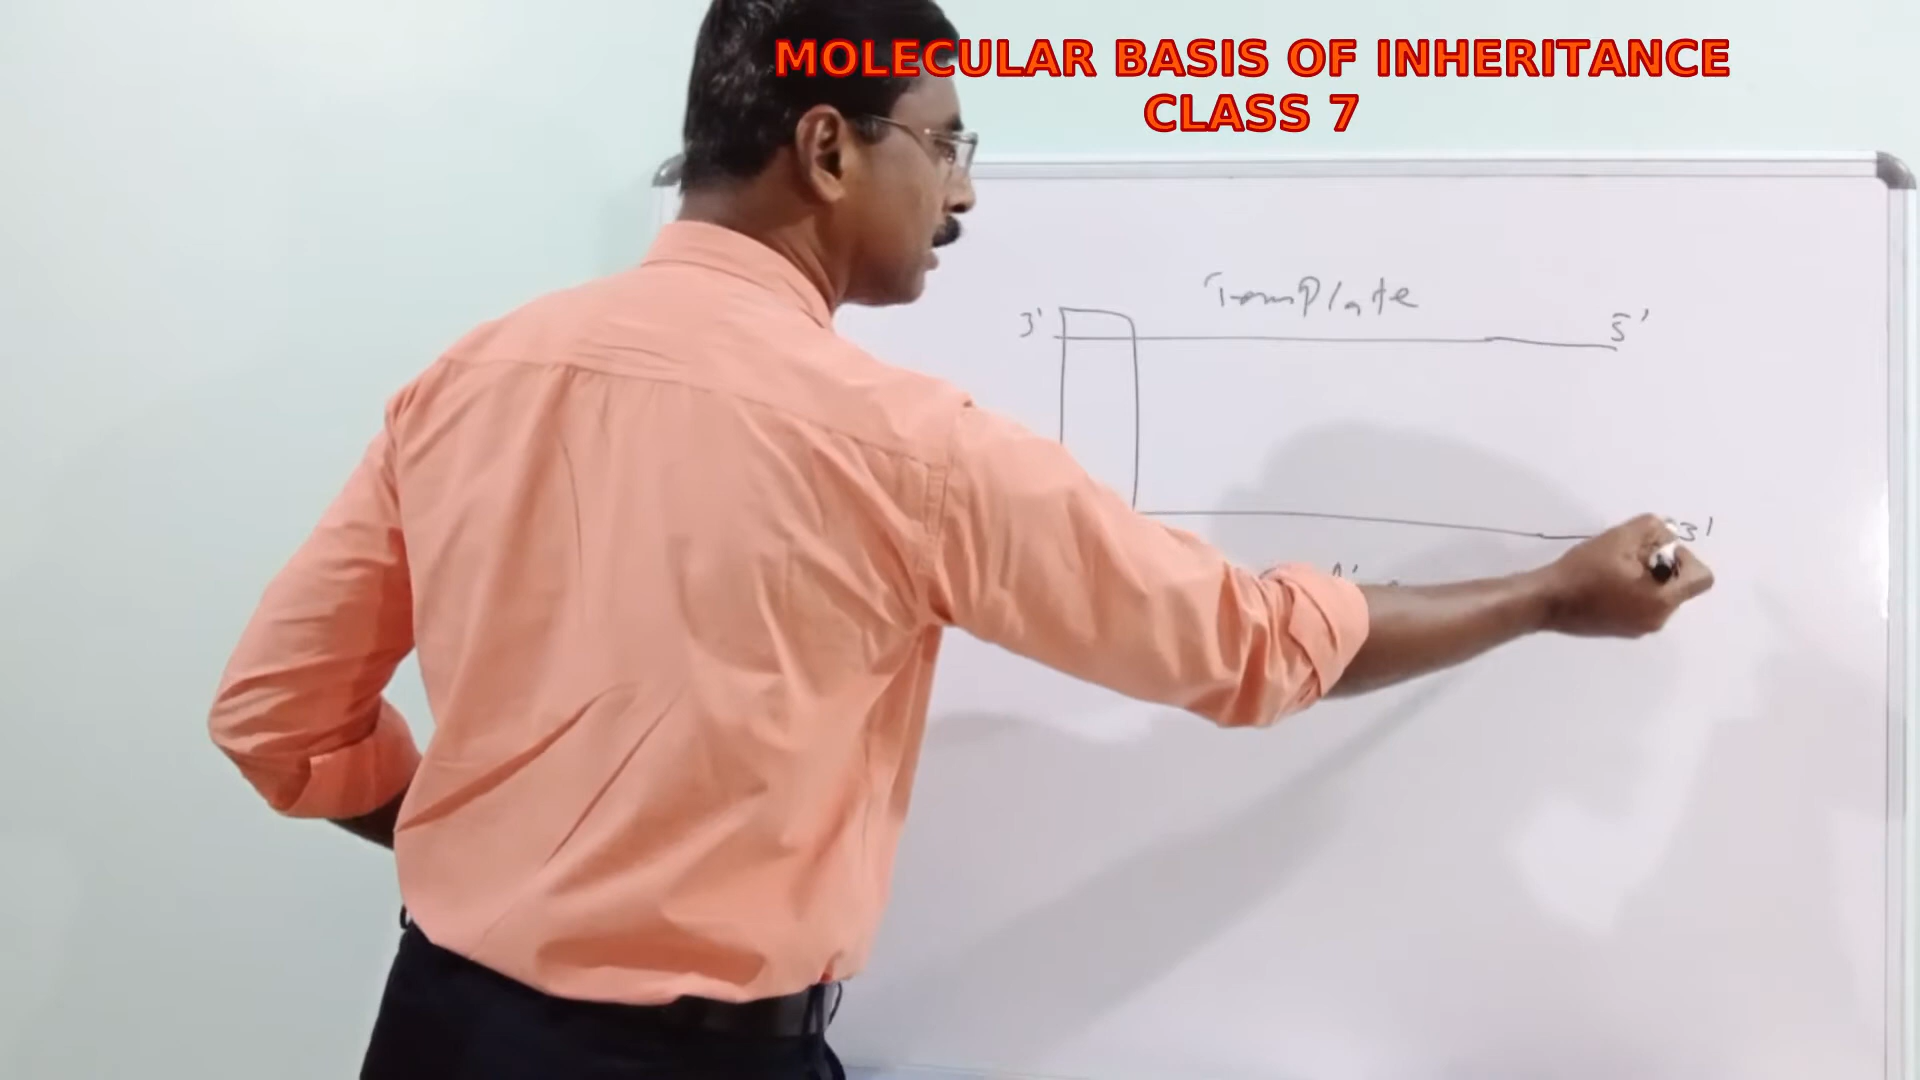 MOLECULAR BASIS OF INHERITANCE
CLASS 7
Template
3' 5'
3'